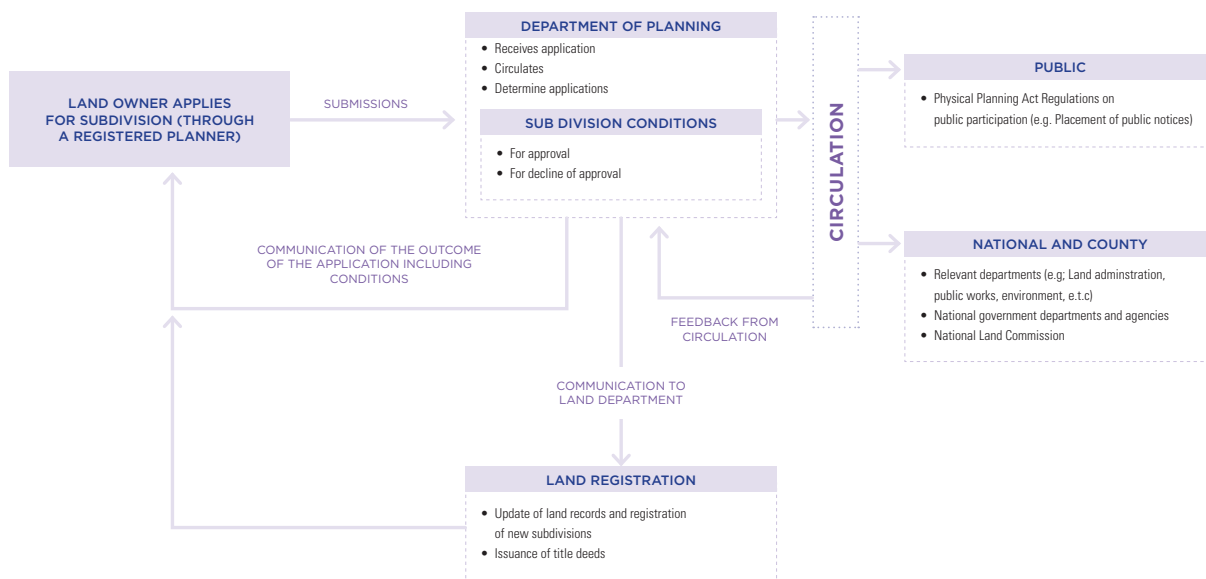 LAND OWNER APPLIES
FOR SUBDIVISION (THROUGH
A REGISTERED PLANNER)
SUBMISSIONS
DEPARTMENT OF PLANNING
• Receives application
• Circulates
• Determine applications
SUB DIVISION CONDITIONS
• For approval
• For decline of approval
CIRCULATION
PUBLIC
• Physical Planning Act Regulations on
public participation (e.g. Placement of public notices)
NATIONAL AND COUNTY
• Relevant departments (e.g; Land adminstration,
public works, environment, e.t.c)
• National government departments and agencies
• National Land Commission
COMMUNICATION OF THE OUTCOME
OF THE APPLICATION INCLUDING
CONDITIONS
FEEDBACK FROM
CIRCULATION
COMMUNICATION TO
LAND DEPARTMENT
LAND REGISTRATION
• Update of land records and registration
of new subdivisions
• Issuance of title deeds